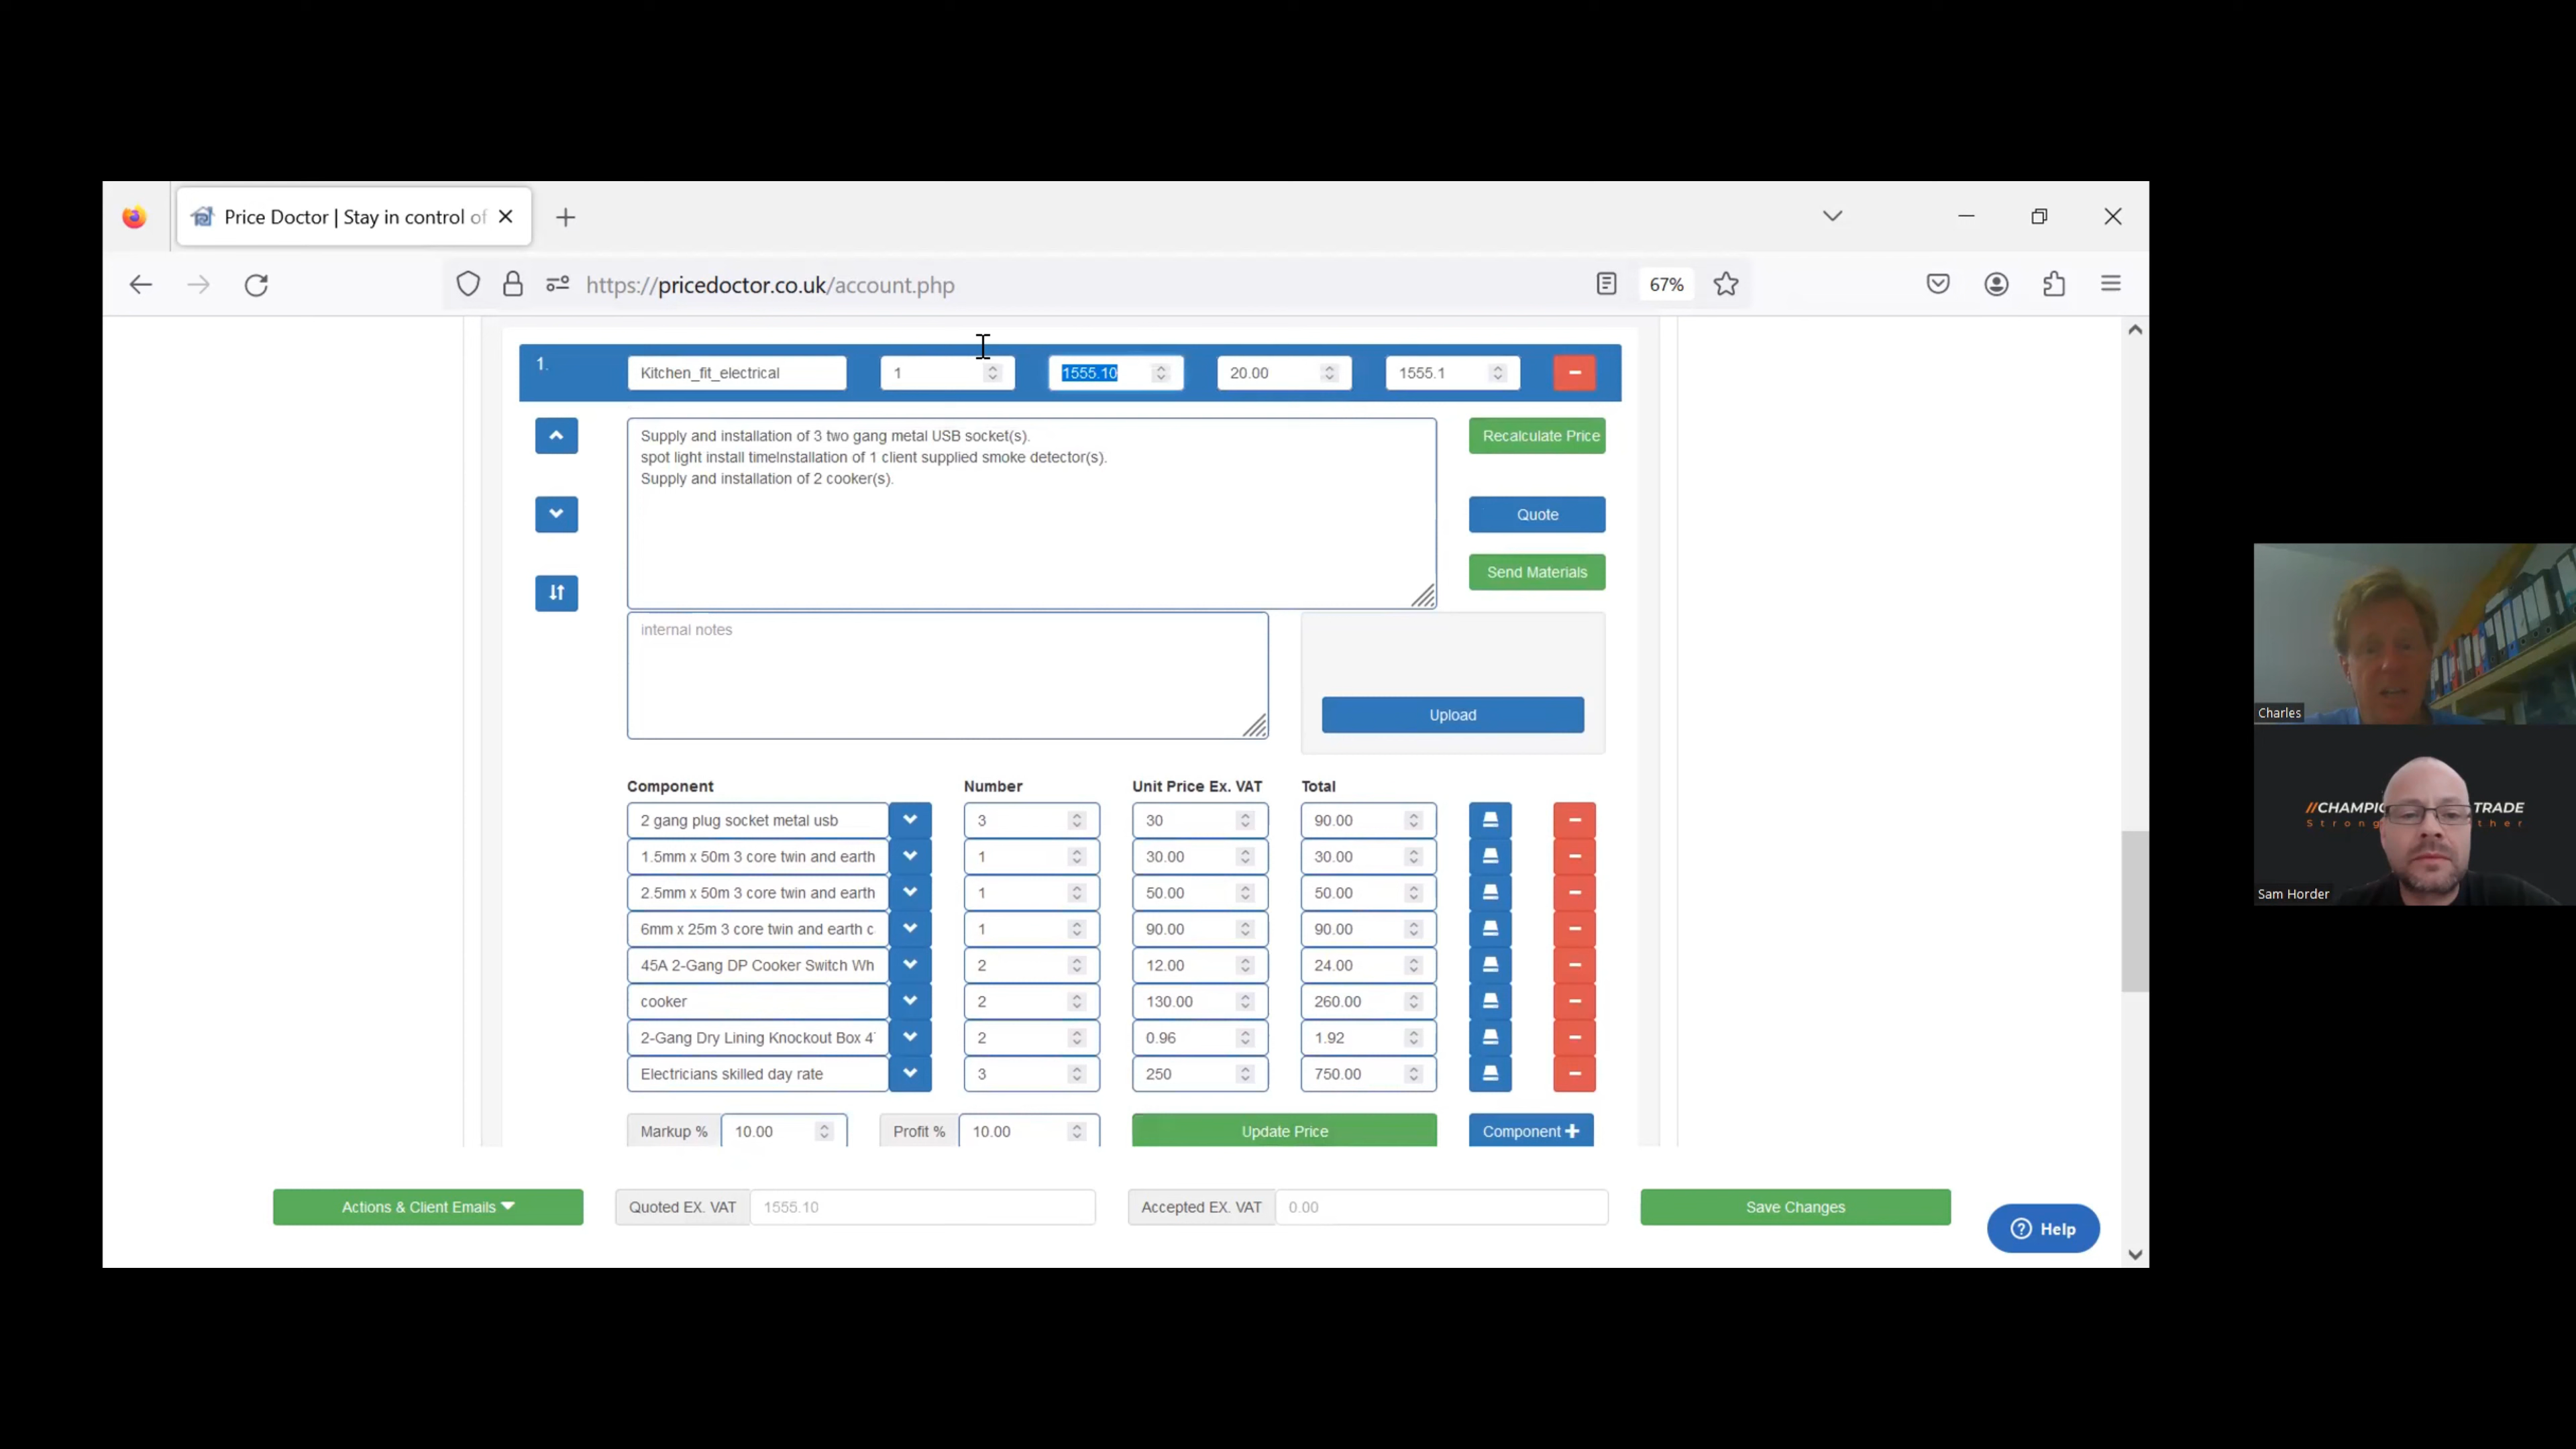 Price Doctor | Stay in control of
https://pricedoctor.co.uk/account.php
67%
1.
Kitchen_fit_electrical
1
1555.10
20.00
1555.1
Supply and installation of 3 two gang metal USB socket(s).
spot light install timeInstallation of 1 client supplied smoke detector(s).
Supply and installation of 2 cooker(s).
Recalculate Price
Quote
Send Materials
internal notes
Upload
Component Number Unit Price Ex. VAT Total
2 gang plug socket metal usb 3 30 90.00
1.5mm x 50m 3 core twin and earth 1 30.00 30.00
2.5mm x 50m 3 core twin and earth 1 50.00 50.00
6mm x 25m 3 core twin and earth c 1 90.00 90.00
45A 2-Gang DP Cooker Switch Wh 2 12.00 24.00
cooker 2 130.00 260.00
2-Gang Dry Lining Knockout Box 4 2 0.96 1.92
Electricians skilled day rate 3 250 750.00
Markup % 10.00 Profit % 10.00 Update Price Component +
Actions & Client Emails Quoted EX. VAT 1555.10 Accepted EX. VAT 0.00 Save Changes
Help
Charles
//CHAMPIO TRADE
Strong ther
Sam Horder